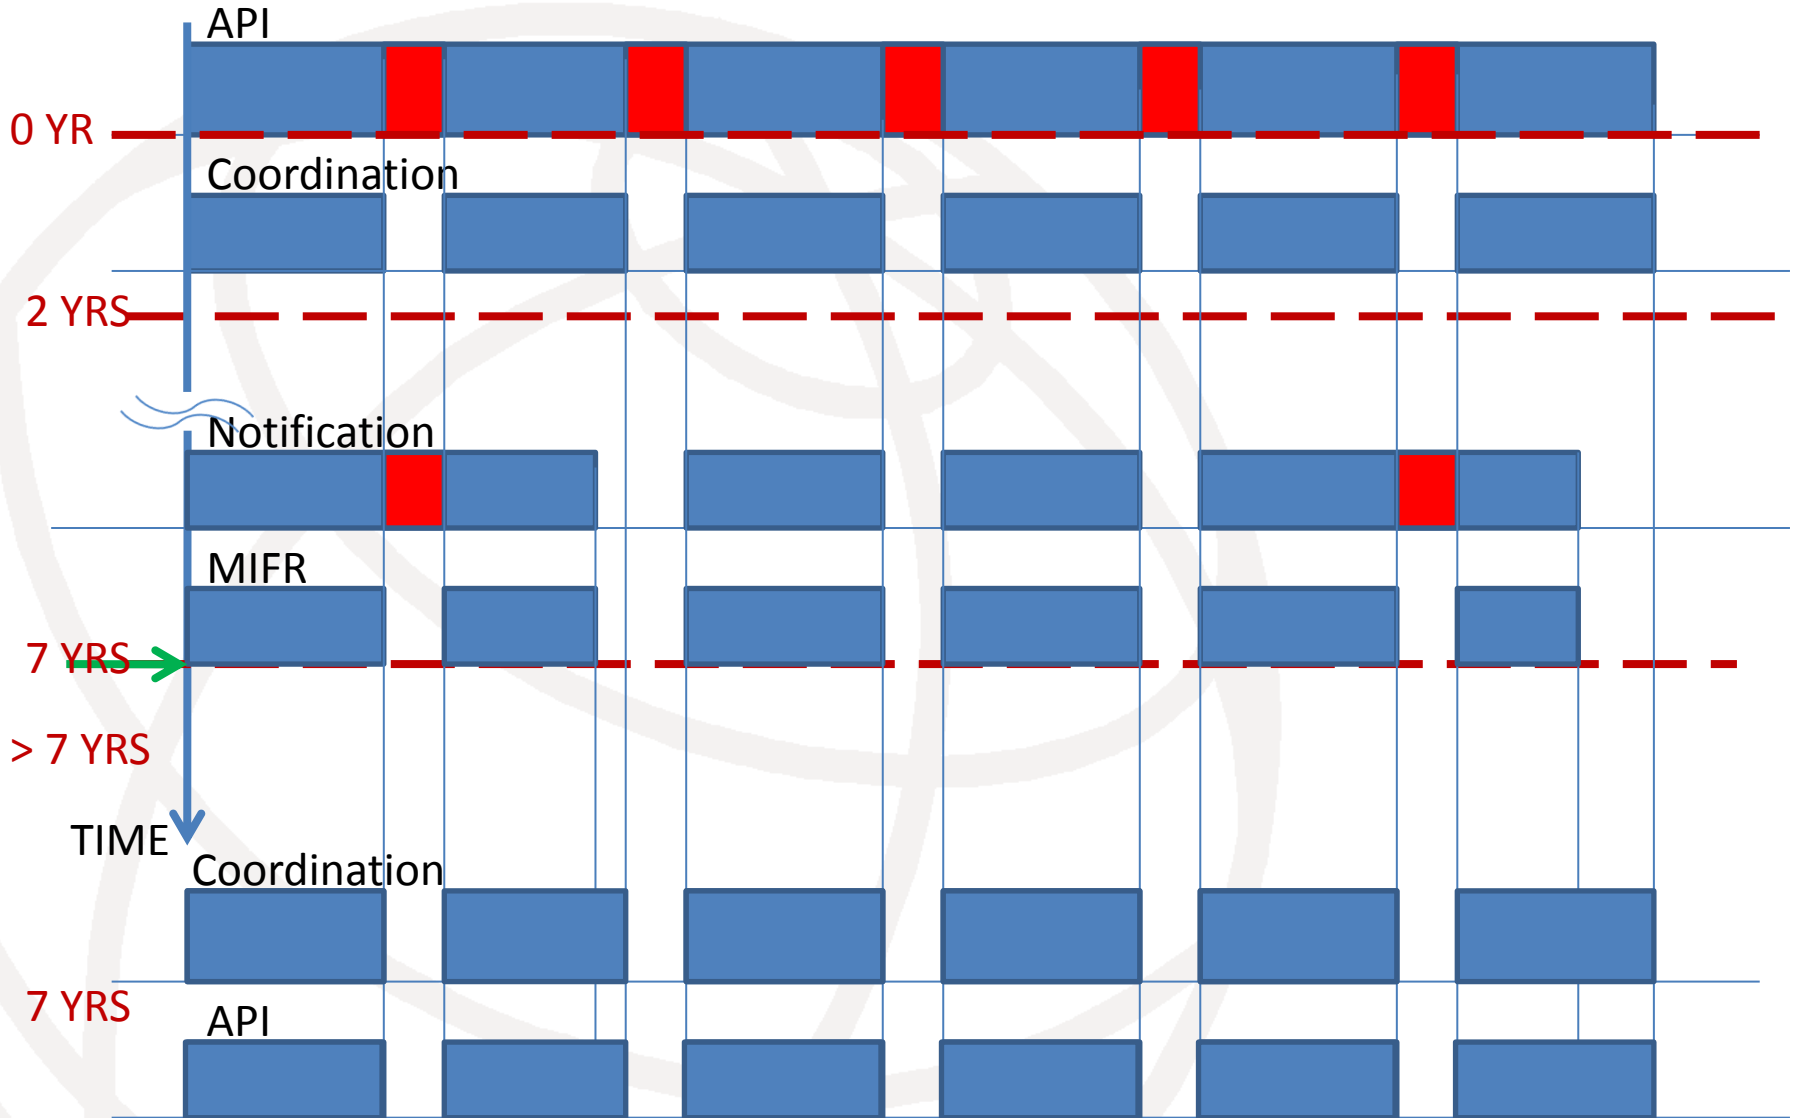 API
0 YR
Coordination
2 YRS
Notification
MIFR
7 YRS
> 7 YRS
TIME
Coordination
7 YRS
API